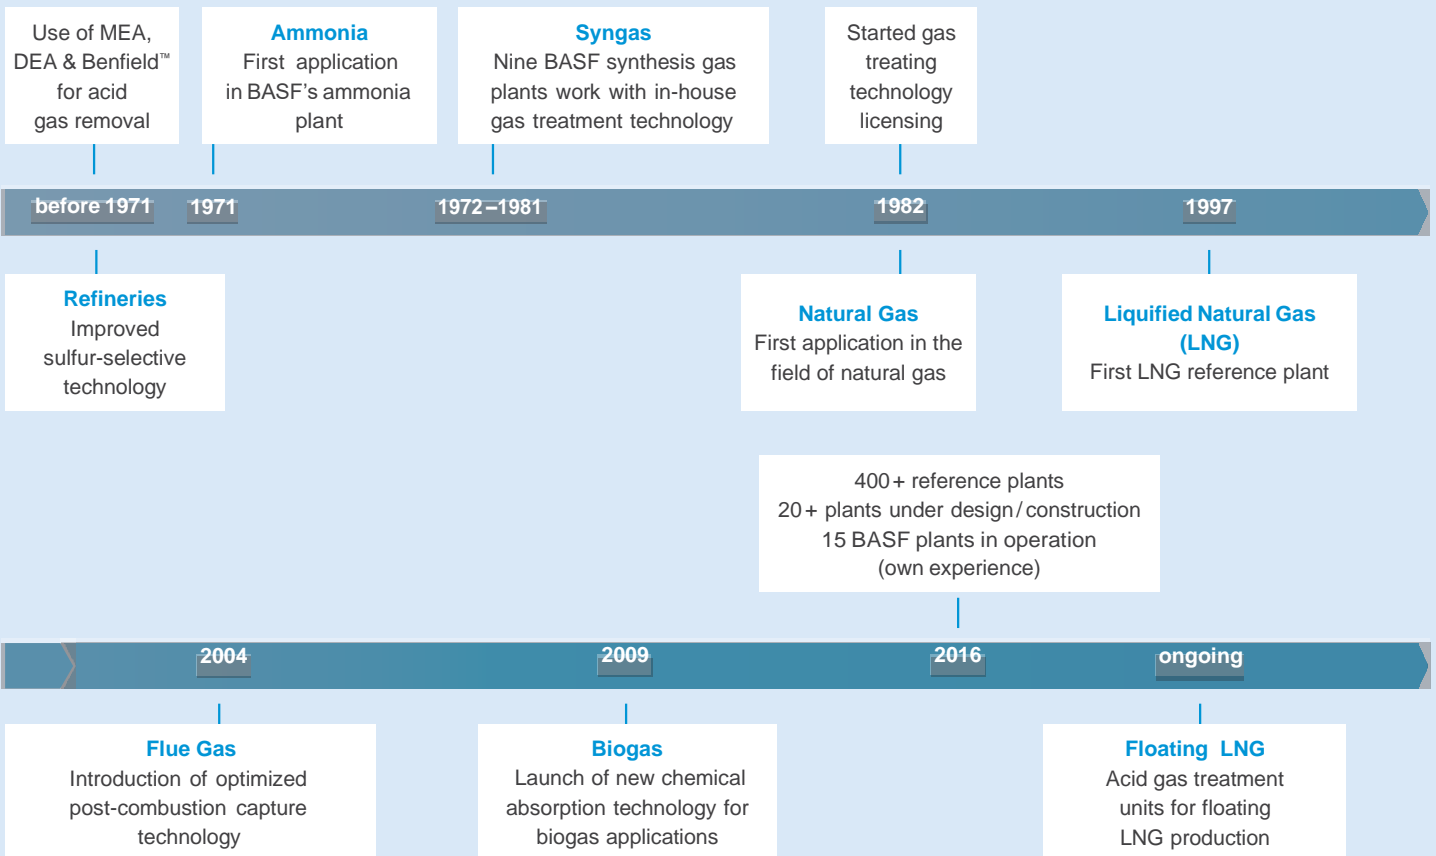 Use of MEA,
DEA & Benfield™
for acid
gas removal
Ammonia
First application
in BASF's ammonia
plant
Syngas
Nine BASF synthesis gas
plants work with in-house
gas treatment technology
Started gas
treating
technology
licensing
before 1971
1971
1972–1981
1982
1997
Refineries
Improved
sulfur-selective
technology
Natural Gas
First application in the
field of natural gas
Liquified Natural Gas
(LNG)
First LNG reference plant
400+ reference plants
20+ plants under design/construction
15 BASF plants in operation
(own experience)
2004
2009
2016
ongoing
Flue Gas
Introduction of optimized
post-combustion capture
technology
Biogas
Launch of new chemical
absorption technology for
biogas applications
Floating LNG
Acid gas treatment
units for floating
LNG production